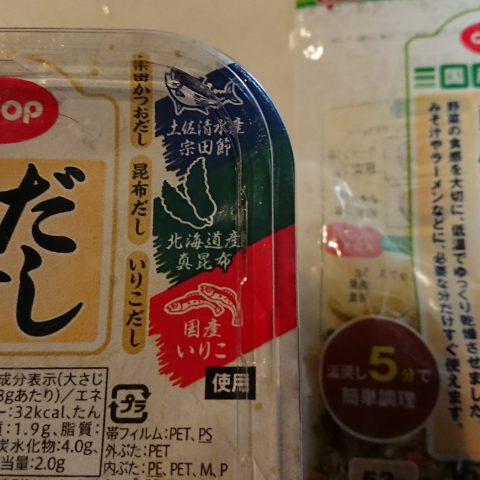 OP
だし
宗田かつおだし
昆布だし
いりこだし
土佐清水産
宗田節
北海道産
真昆布
国産
いりこ
使用
成分表示(大さじ
8gあたり)／エネ
ー:32kcal、たん
:1.9g、脂質:
炭水化物:4.0g、
当量:2.0g
プラ
帯フィルム:PET, PS
外ぶた:PET
内ぶた:PE, PET, M, P
三国
野菜の食感を大切に、低温でゆっくり乾燥させました
みそ汁やラーメンなどに、必要な分だけすぐ使えます。
湯戻し5分で
簡単調理